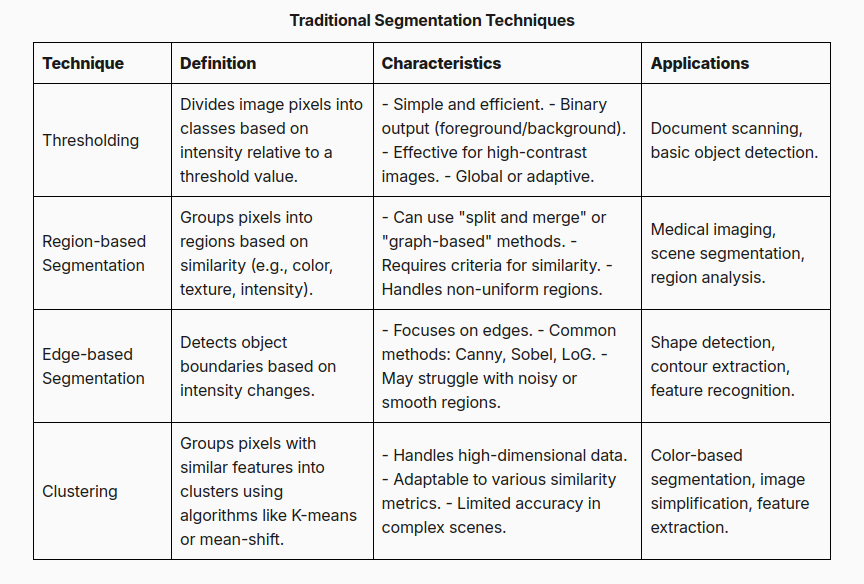 Traditional Segmentation Techniques
Technique
Definition
Characteristics
Applications
Thresholding
Divides image pixels into
classes based on
intensity relative to a
threshold value.
- Simple and efficient. - Binary
output (foreground/background).
- Effective for high-contrast
images. - Global or adaptive.
Document scanning,
basic object detection.
Region-based
Segmentation
Groups pixels into
regions based on
similarity (e.g., color,
texture, intensity).
- Can use "split and merge" or
"graph-based" methods. -
Requires criteria for similarity. -
Handles non-uniform regions.
Medical imaging,
scene segmentation,
region analysis.
Edge-based
Segmentation
Detects object
boundaries based on
intensity changes.
- Focuses on edges. - Common
methods: Canny, Sobel, LoG. -
May struggle with noisy or
smooth regions.
Shape detection,
contour extraction,
feature recognition.
Clustering
Groups pixels with
similar features into
clusters using
algorithms like K-means
or mean-shift.
- Handles high-dimensional data.
- Adaptable to various similarity
metrics. - Limited accuracy in
complex scenes.
Color-based
segmentation, image
simplification, feature
extraction.